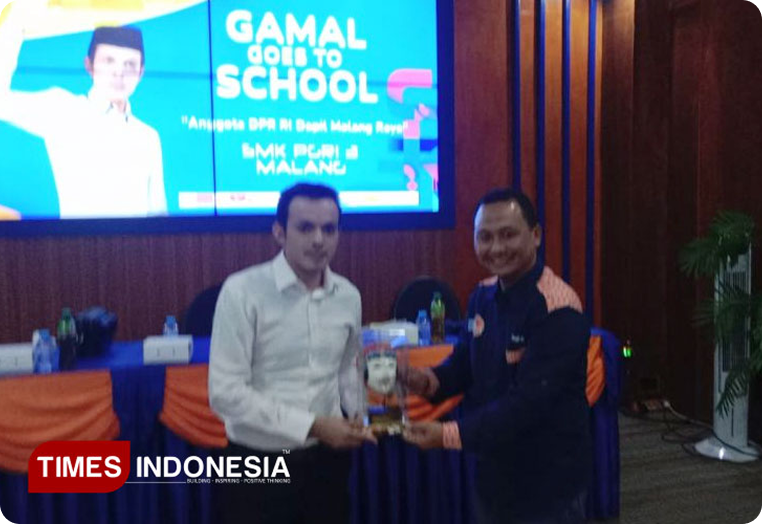 GAMAL
GOES TO
SCHOOL
"Anggota DPR RI Dapil Malang Raya"
SMK PGRI 3
MALANG
TIMES INDONESIA™
BUILDING - INSPIRING - POSITIVE THINKING